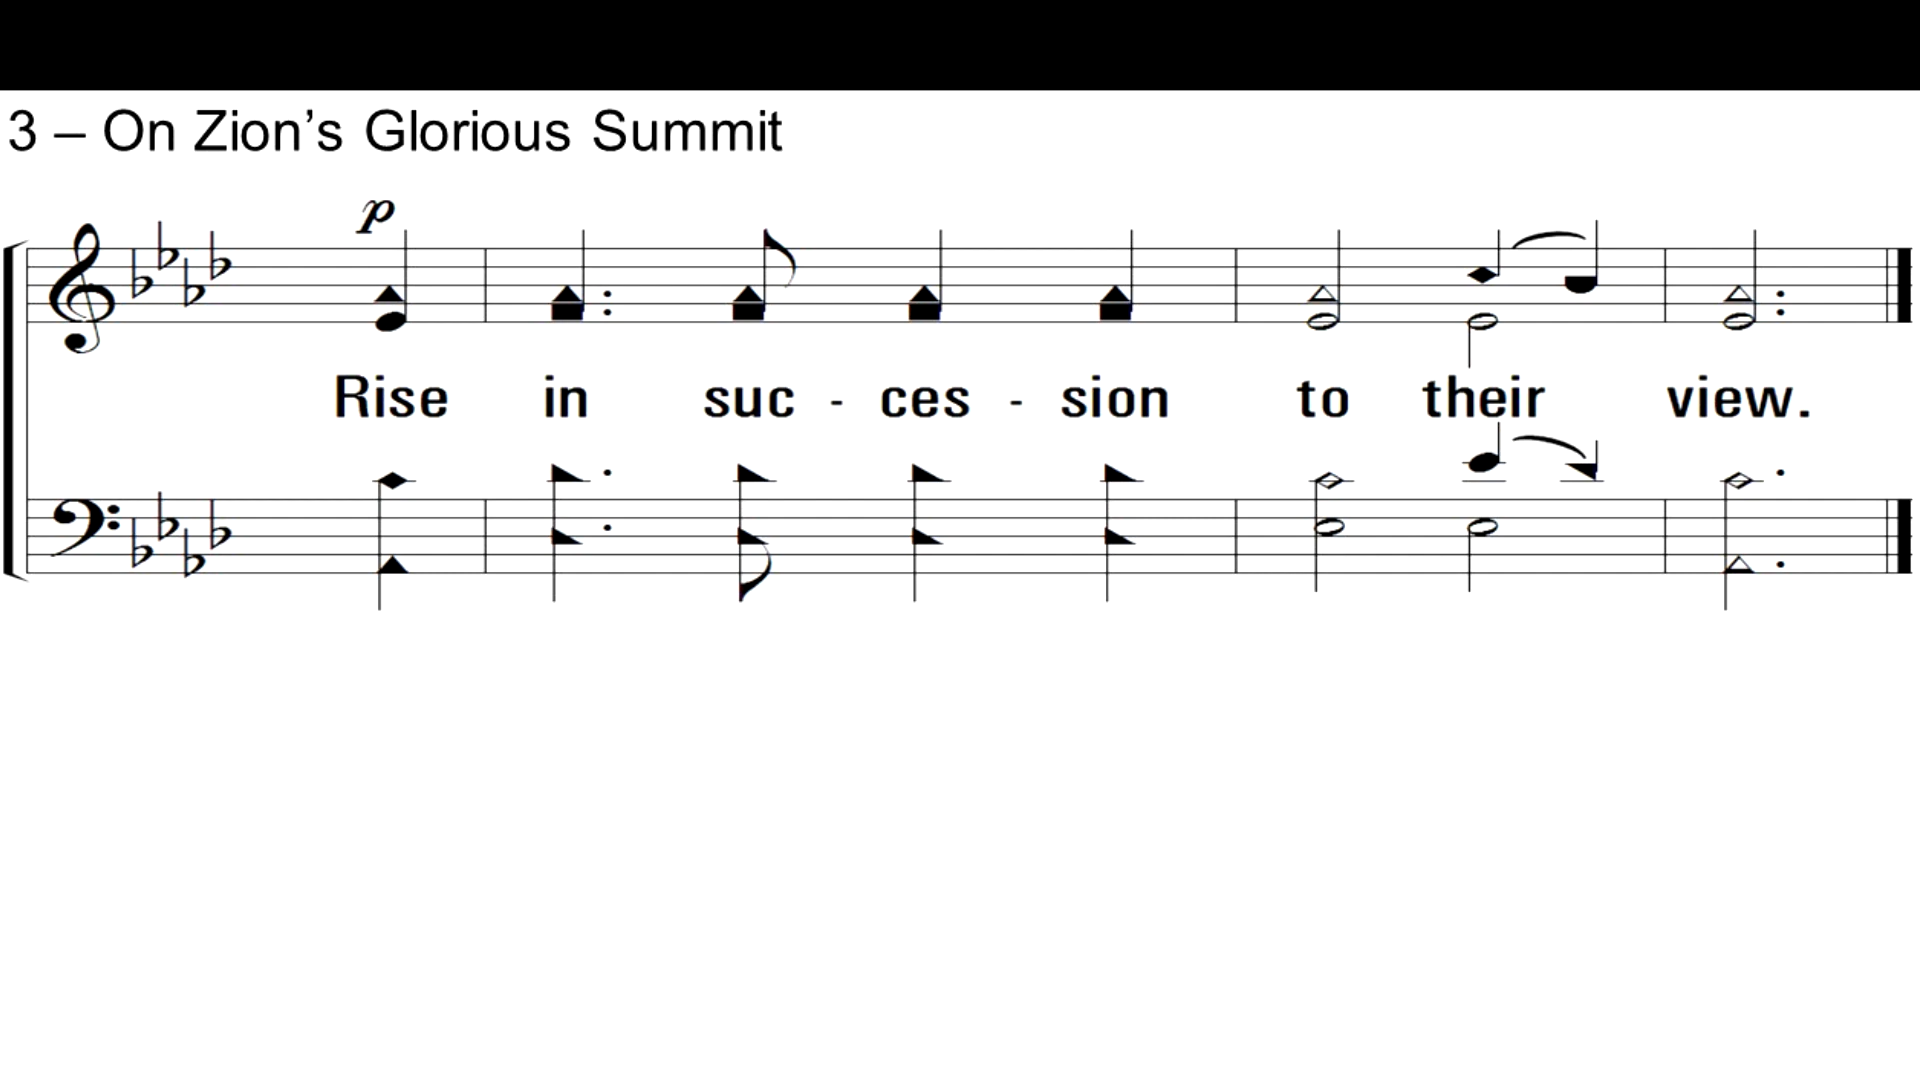 3 – On Zion’s Glorious Summit
p
Rise in suc - ces - sion to their view.